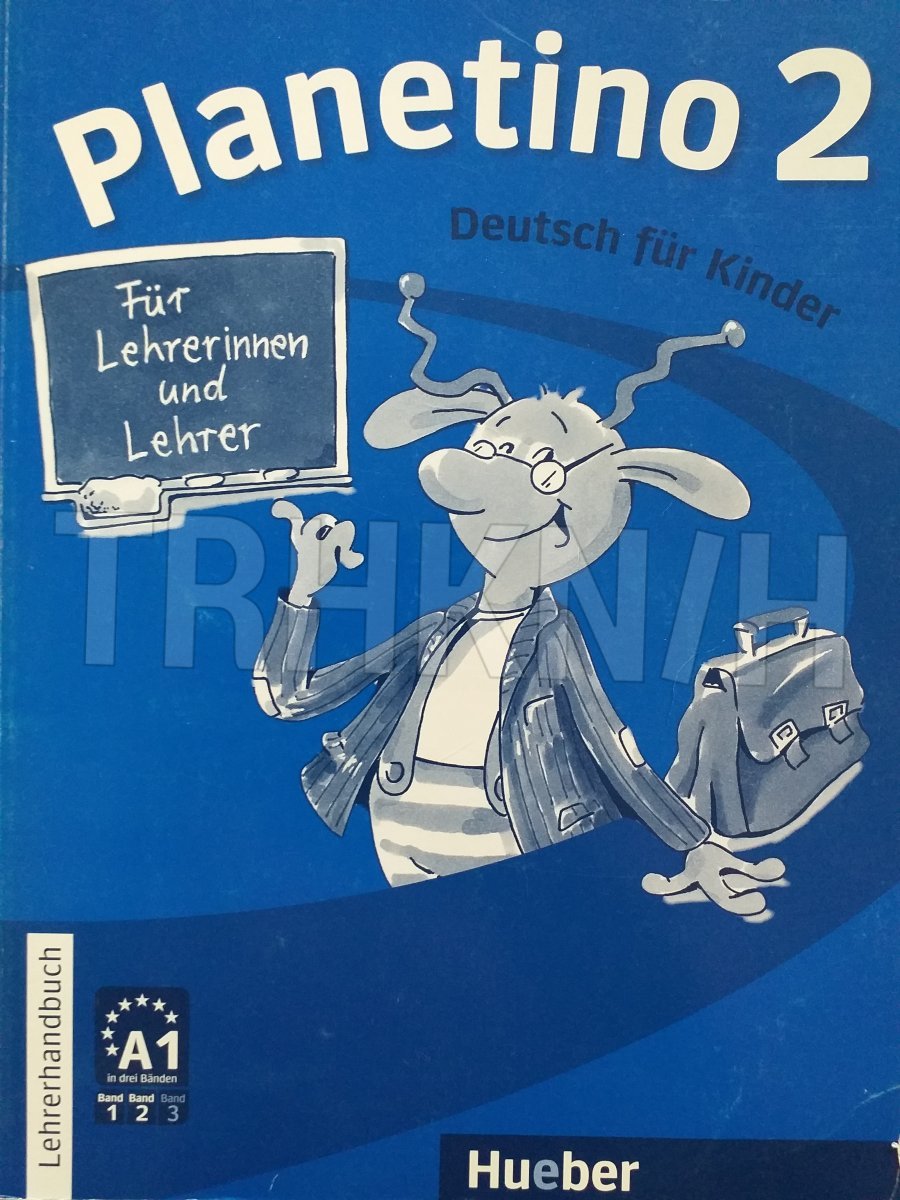 Planetino 2
Deutsch für Kinder
Für
Lehrerinnen
und
Lehrer
TRHKN/H
Lehrerhandbuch
A1
in drei Bänden
Band Band Band
1 2 3
Hueber